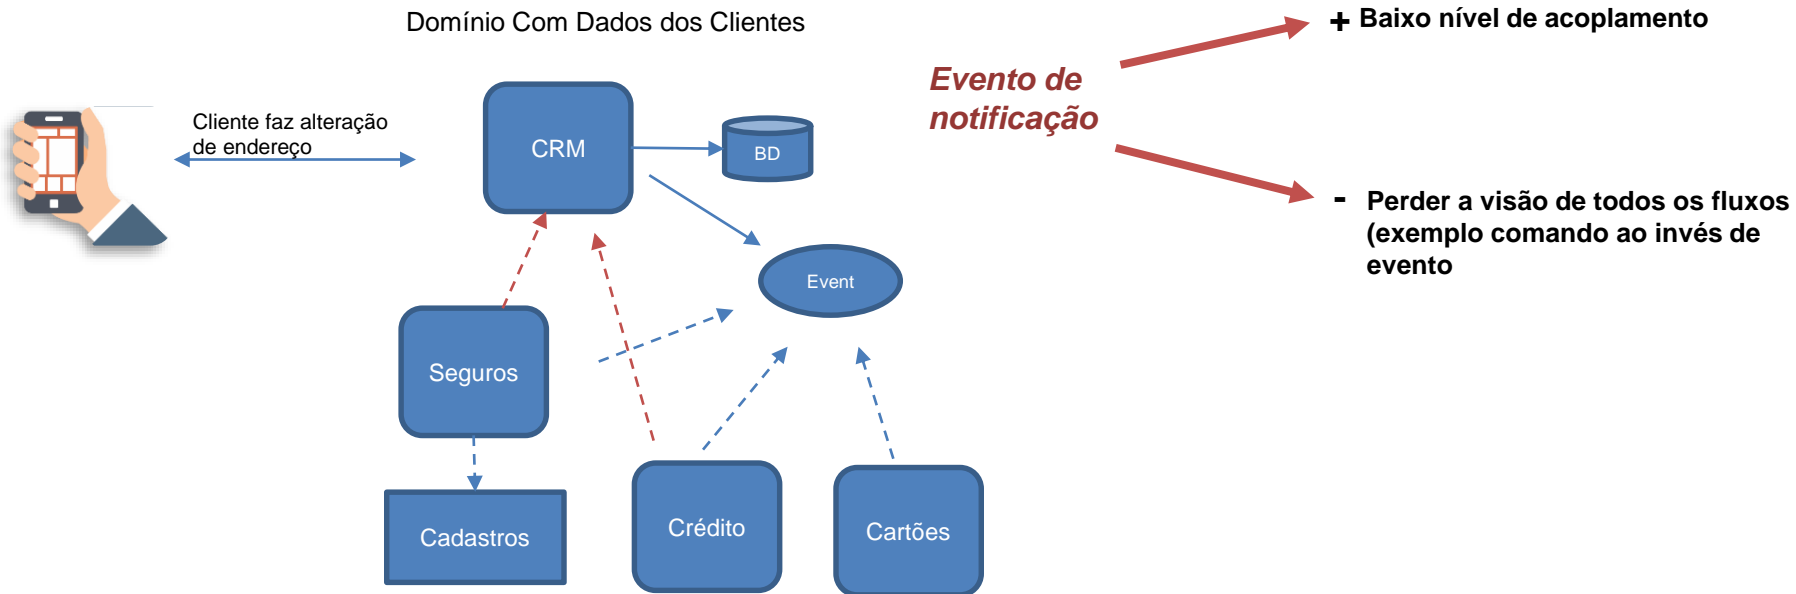 Domínio Com Dados dos Clientes
Cliente faz alteração
de endereço
CRM
BD
Event
Seguros
Cadastros
Crédito
Cartões
Evento de
notificação
+ Baixo nível de acoplamento
- Perder a visão de todos os fluxos
(exemplo comando ao invés de
evento